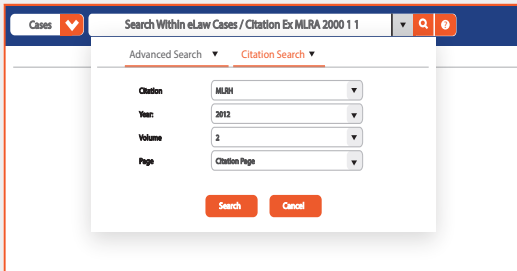 Cases Search Within eLaw Cases / Citation Ex MLRA 2000 1 1 ?
Advanced Search Citation Search
Citation MLRH
Year: 2012
Volume 2
Page Citation Page
Search Cancel